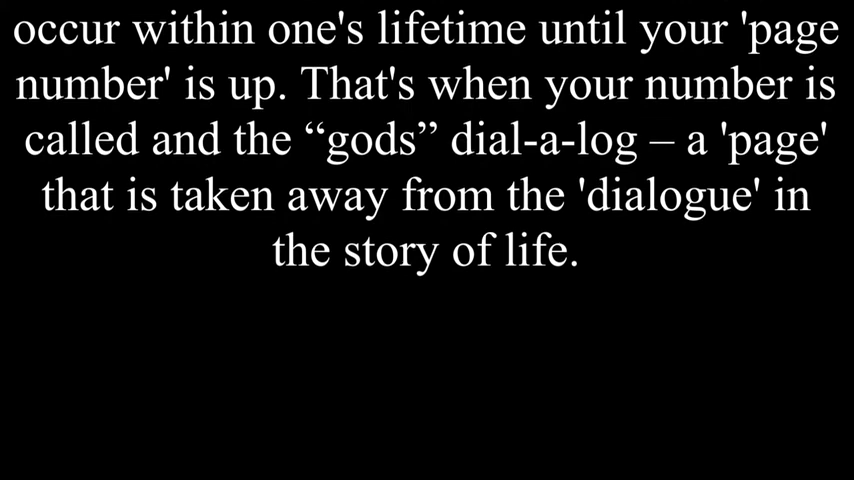 occur within one's lifetime until your 'page
number' is up. That's when your number is
called and the “gods” dial-a-log – a 'page'
that is taken away from the 'dialogue' in
the story of life.